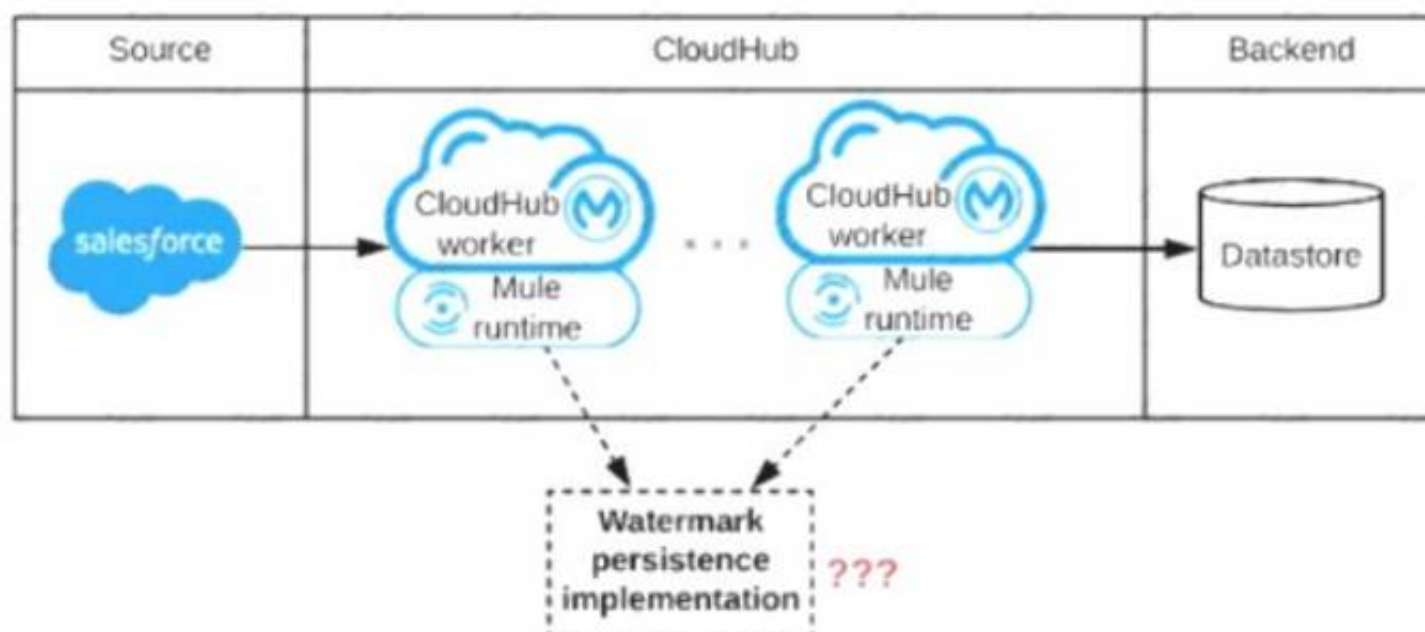 Source
CloudHub
Backend
salesforce
CloudHub
worker
Mule
runtime
CloudHub
worker
Mule
runtime
Datastore
Watermark
persistence
implementation
???